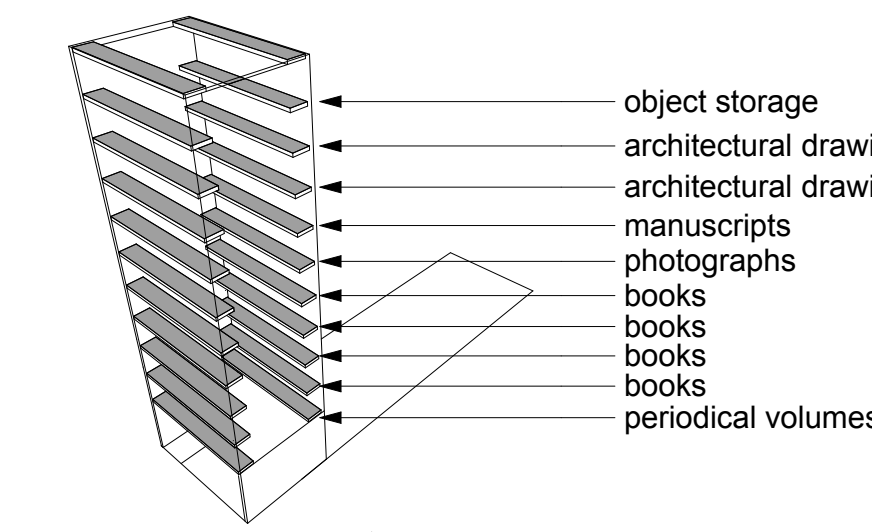 object storage
architectural drawi
architectural drawi
manuscripts
photographs
books
books
books
books
periodical volumes